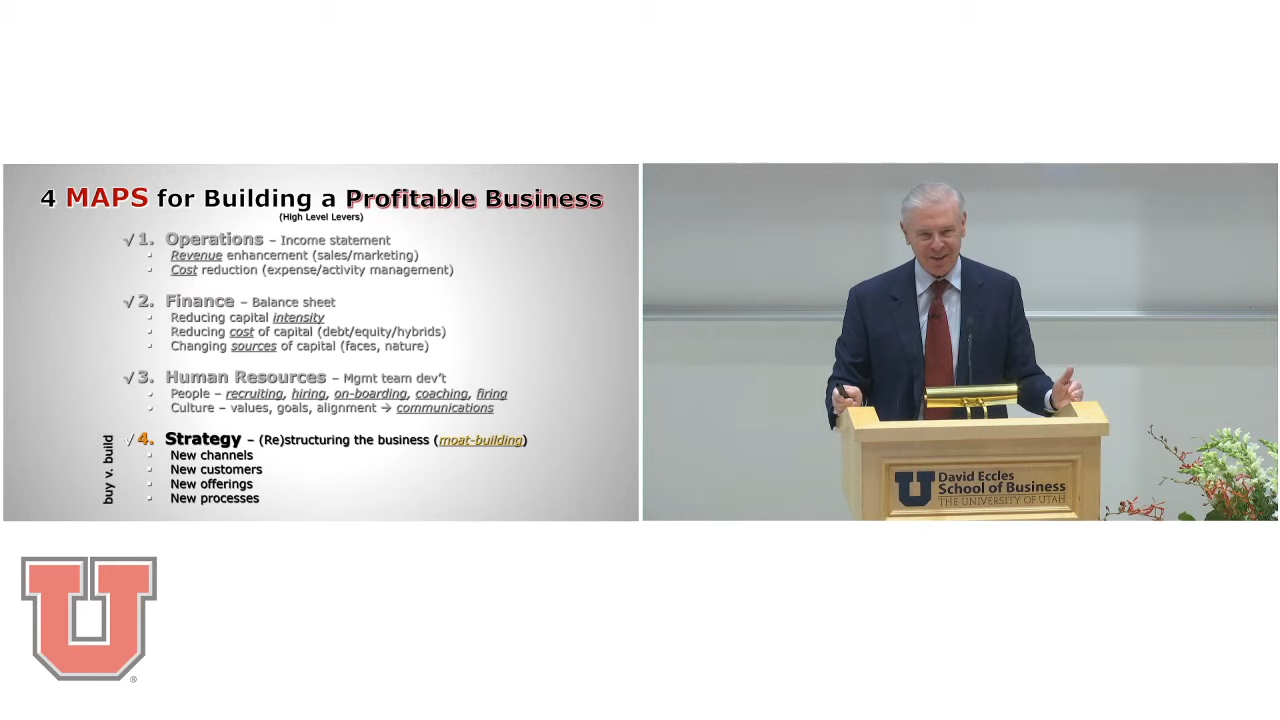 4 MAPS for Building a Profitable Business
(High Level Levers)
√ 1. Operations – Income statement
• Revenue enhancement (sales/marketing)
• Cost reduction (expense/activity management)
√ 2. Finance – Balance sheet
• Reducing capital intensity
• Reducing cost of capital (debt/equity/hybrids)
• Changing sources of capital (faces, nature)
√ 3. Human Resources – Mgmt team dev't
• People – recruiting, hiring, on-boarding, coaching, firing
• Culture – values, goals, alignment → communications
buy v. build
√ 4. Strategy – (Re)structuring the business (moat-building)
• New channels
• New customers
• New offerings
• New processes
U David Eccles
School of Business
THE UNIVERSITY OF UTAH
U
®